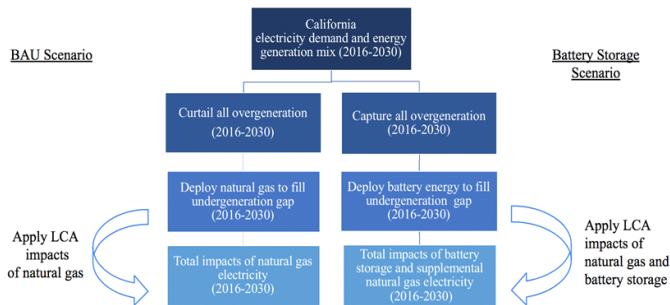 California
electricity demand and energy
generation mix (2016-2030)
BAU Scenario
Battery Storage
Scenario
Curtail all overgeneration
(2016-2030)
Capture all overgeneration
(2016-2030)
Deploy natural gas to fill
undergeneration gap
(2016-2030)
Deploy battery energy to fill
undergeneration gap
(2016-2030)
Apply LCA
impacts
of natural gas
Apply LCA
impacts of
natural gas and
battery storage
Total impacts of natural gas
electricity
(2016-2030)
Total impacts of battery
storage and supplemental
natural gas electricity
(2016-2030)